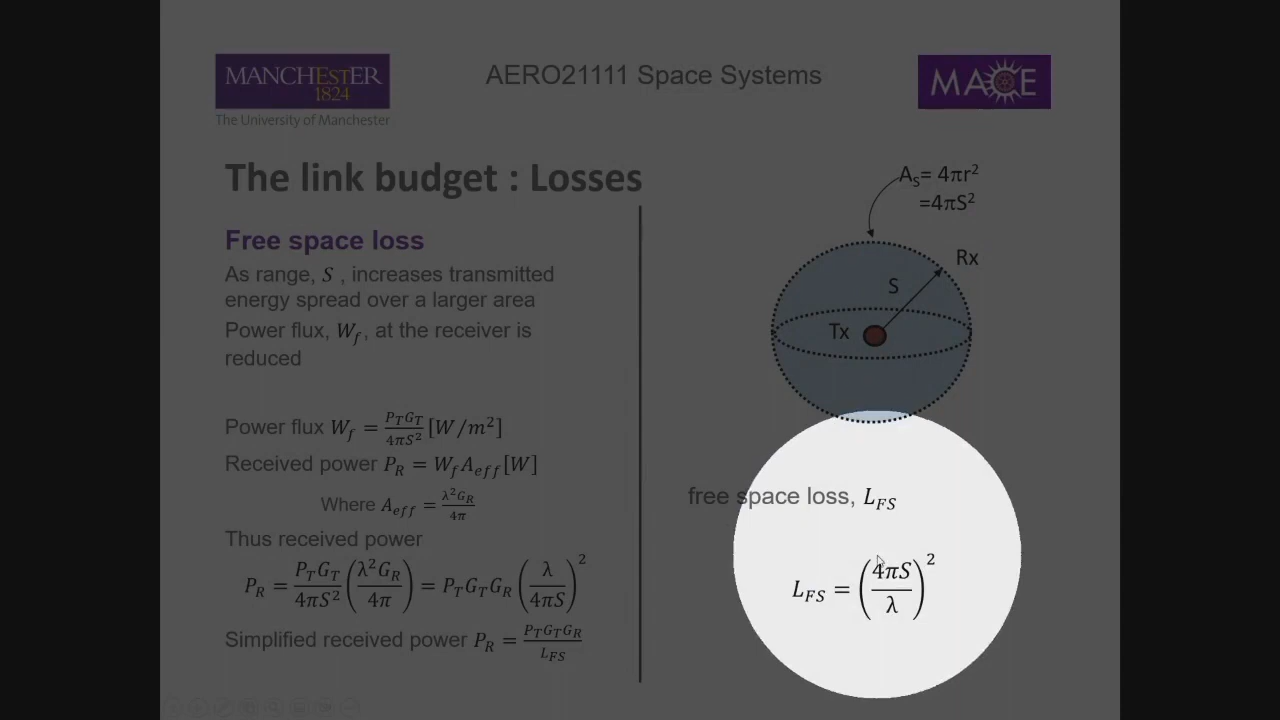 MANCHESTER
1824
The University of Manchester
AERO21111 Space Systems
MACE
The link budget : Losses
Free space loss
As range, S , increases transmitted
energy spread over a larger area
Power flux, W_f, at the receiver is
reduced
Power flux W_f = P_T G_T / 4πS² [W/m²]
Received power P_R = W_f A_eff [W]
Where A_eff = λ² G_R / 4π
Thus received power
P_R = P_T G_T / 4πS² (λ² G_R / 4π) = P_T G_T G_R (λ / 4πS)²
Simplified received power P_R = P_T G_T G_R / L_FS
A_S= 4πr²
=4πS²
Rx
S
Tx
free space loss, L_FS
L_FS = (4πS / λ)²